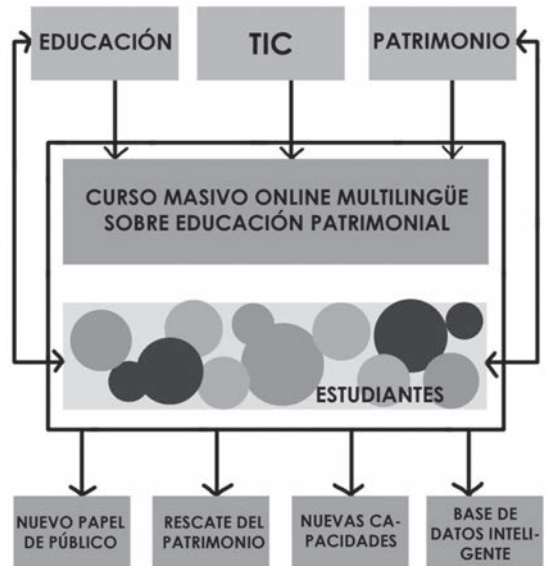 EDUCACIÓN
TIC
PATRIMONIO
CURSO MASIVO ONLINE MULTILINGÜE
SOBRE EDUCACIÓN PATRIMONIAL
ESTUDIANTES
NUEVO PAPEL
DE PÚBLICO
RESCATE DEL
PATRIMONIO
NUEVAS CA-
PACIDADES
BASE DE
DATOS INTELI-
GENTE